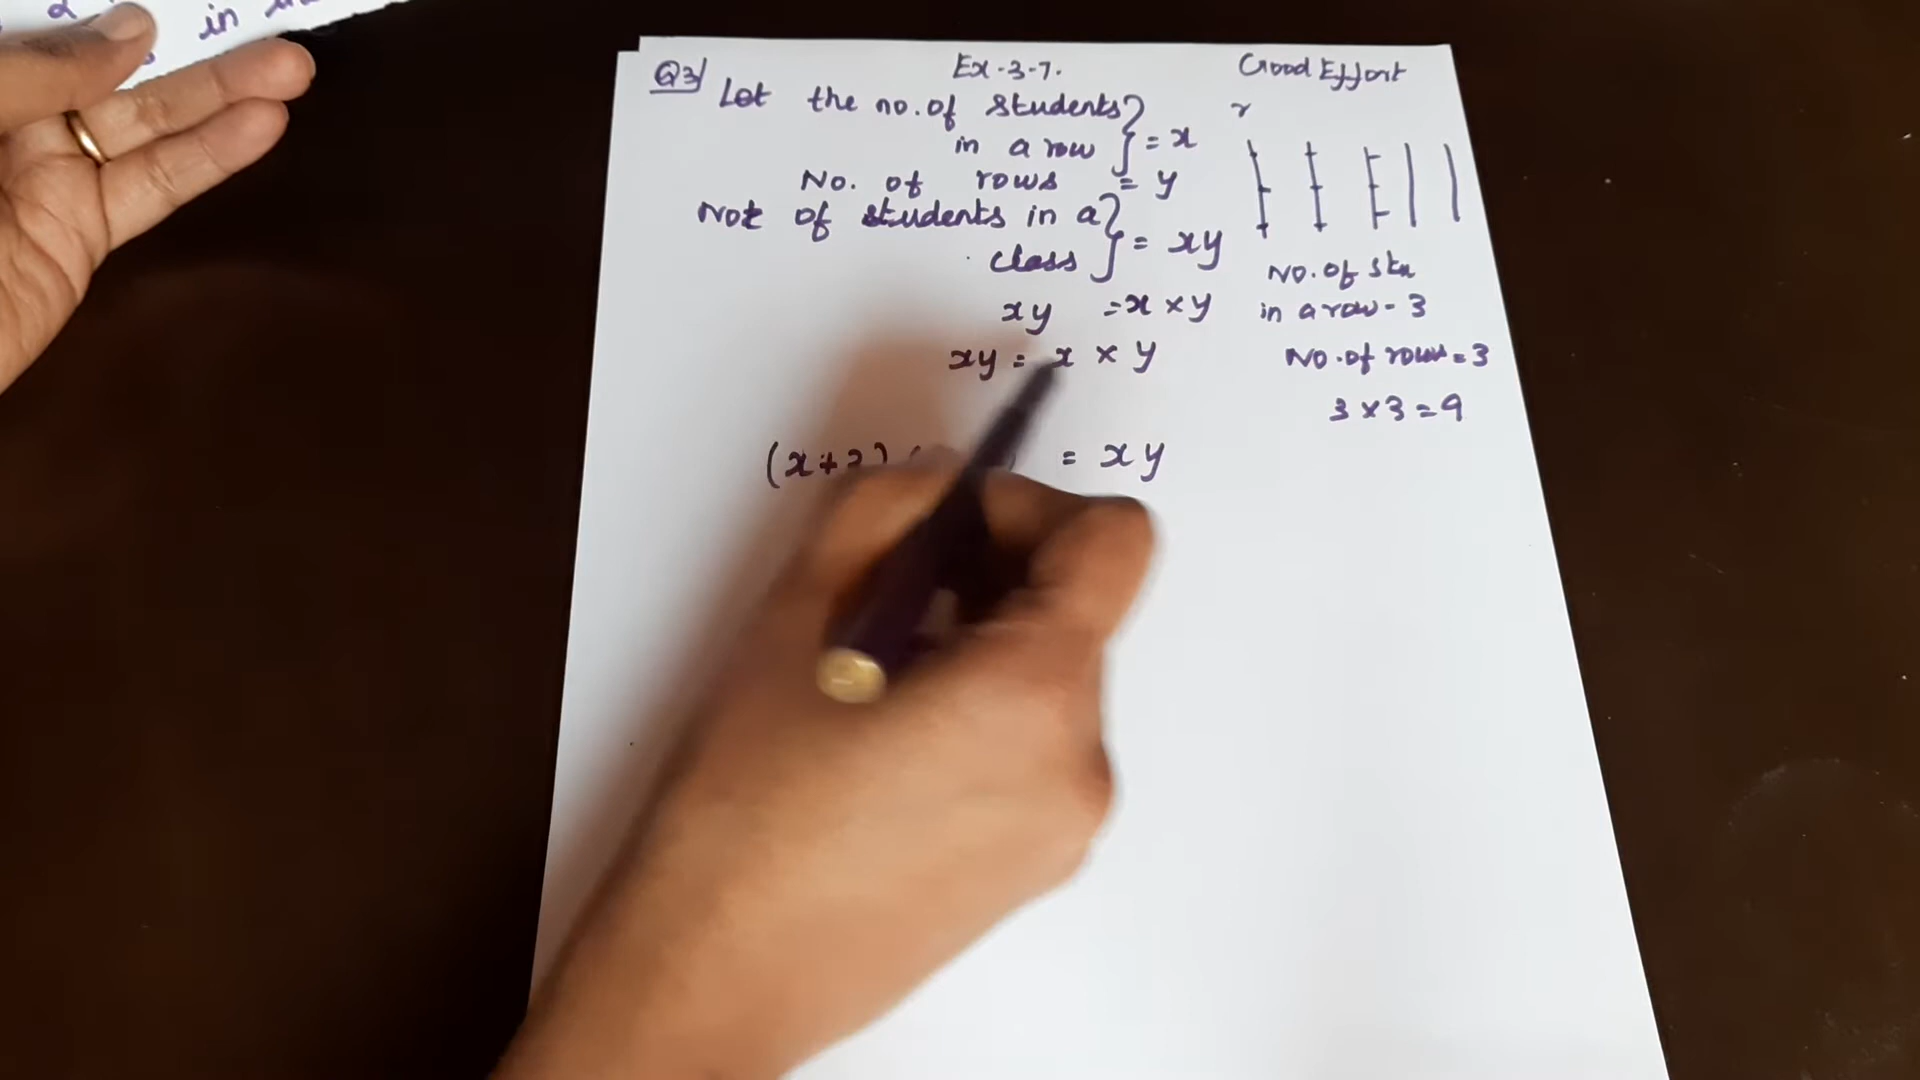 in
Q3/ Ex-3-7. Good Effort
Let the no. of students
in a row } = x
No. of rows = y
of students in a
class } = xy
xy = x × y
xy = x × y
r
No. of stu
in a row - 3
No. of rows = 3
3 × 3 = 9
(x+3) = xy